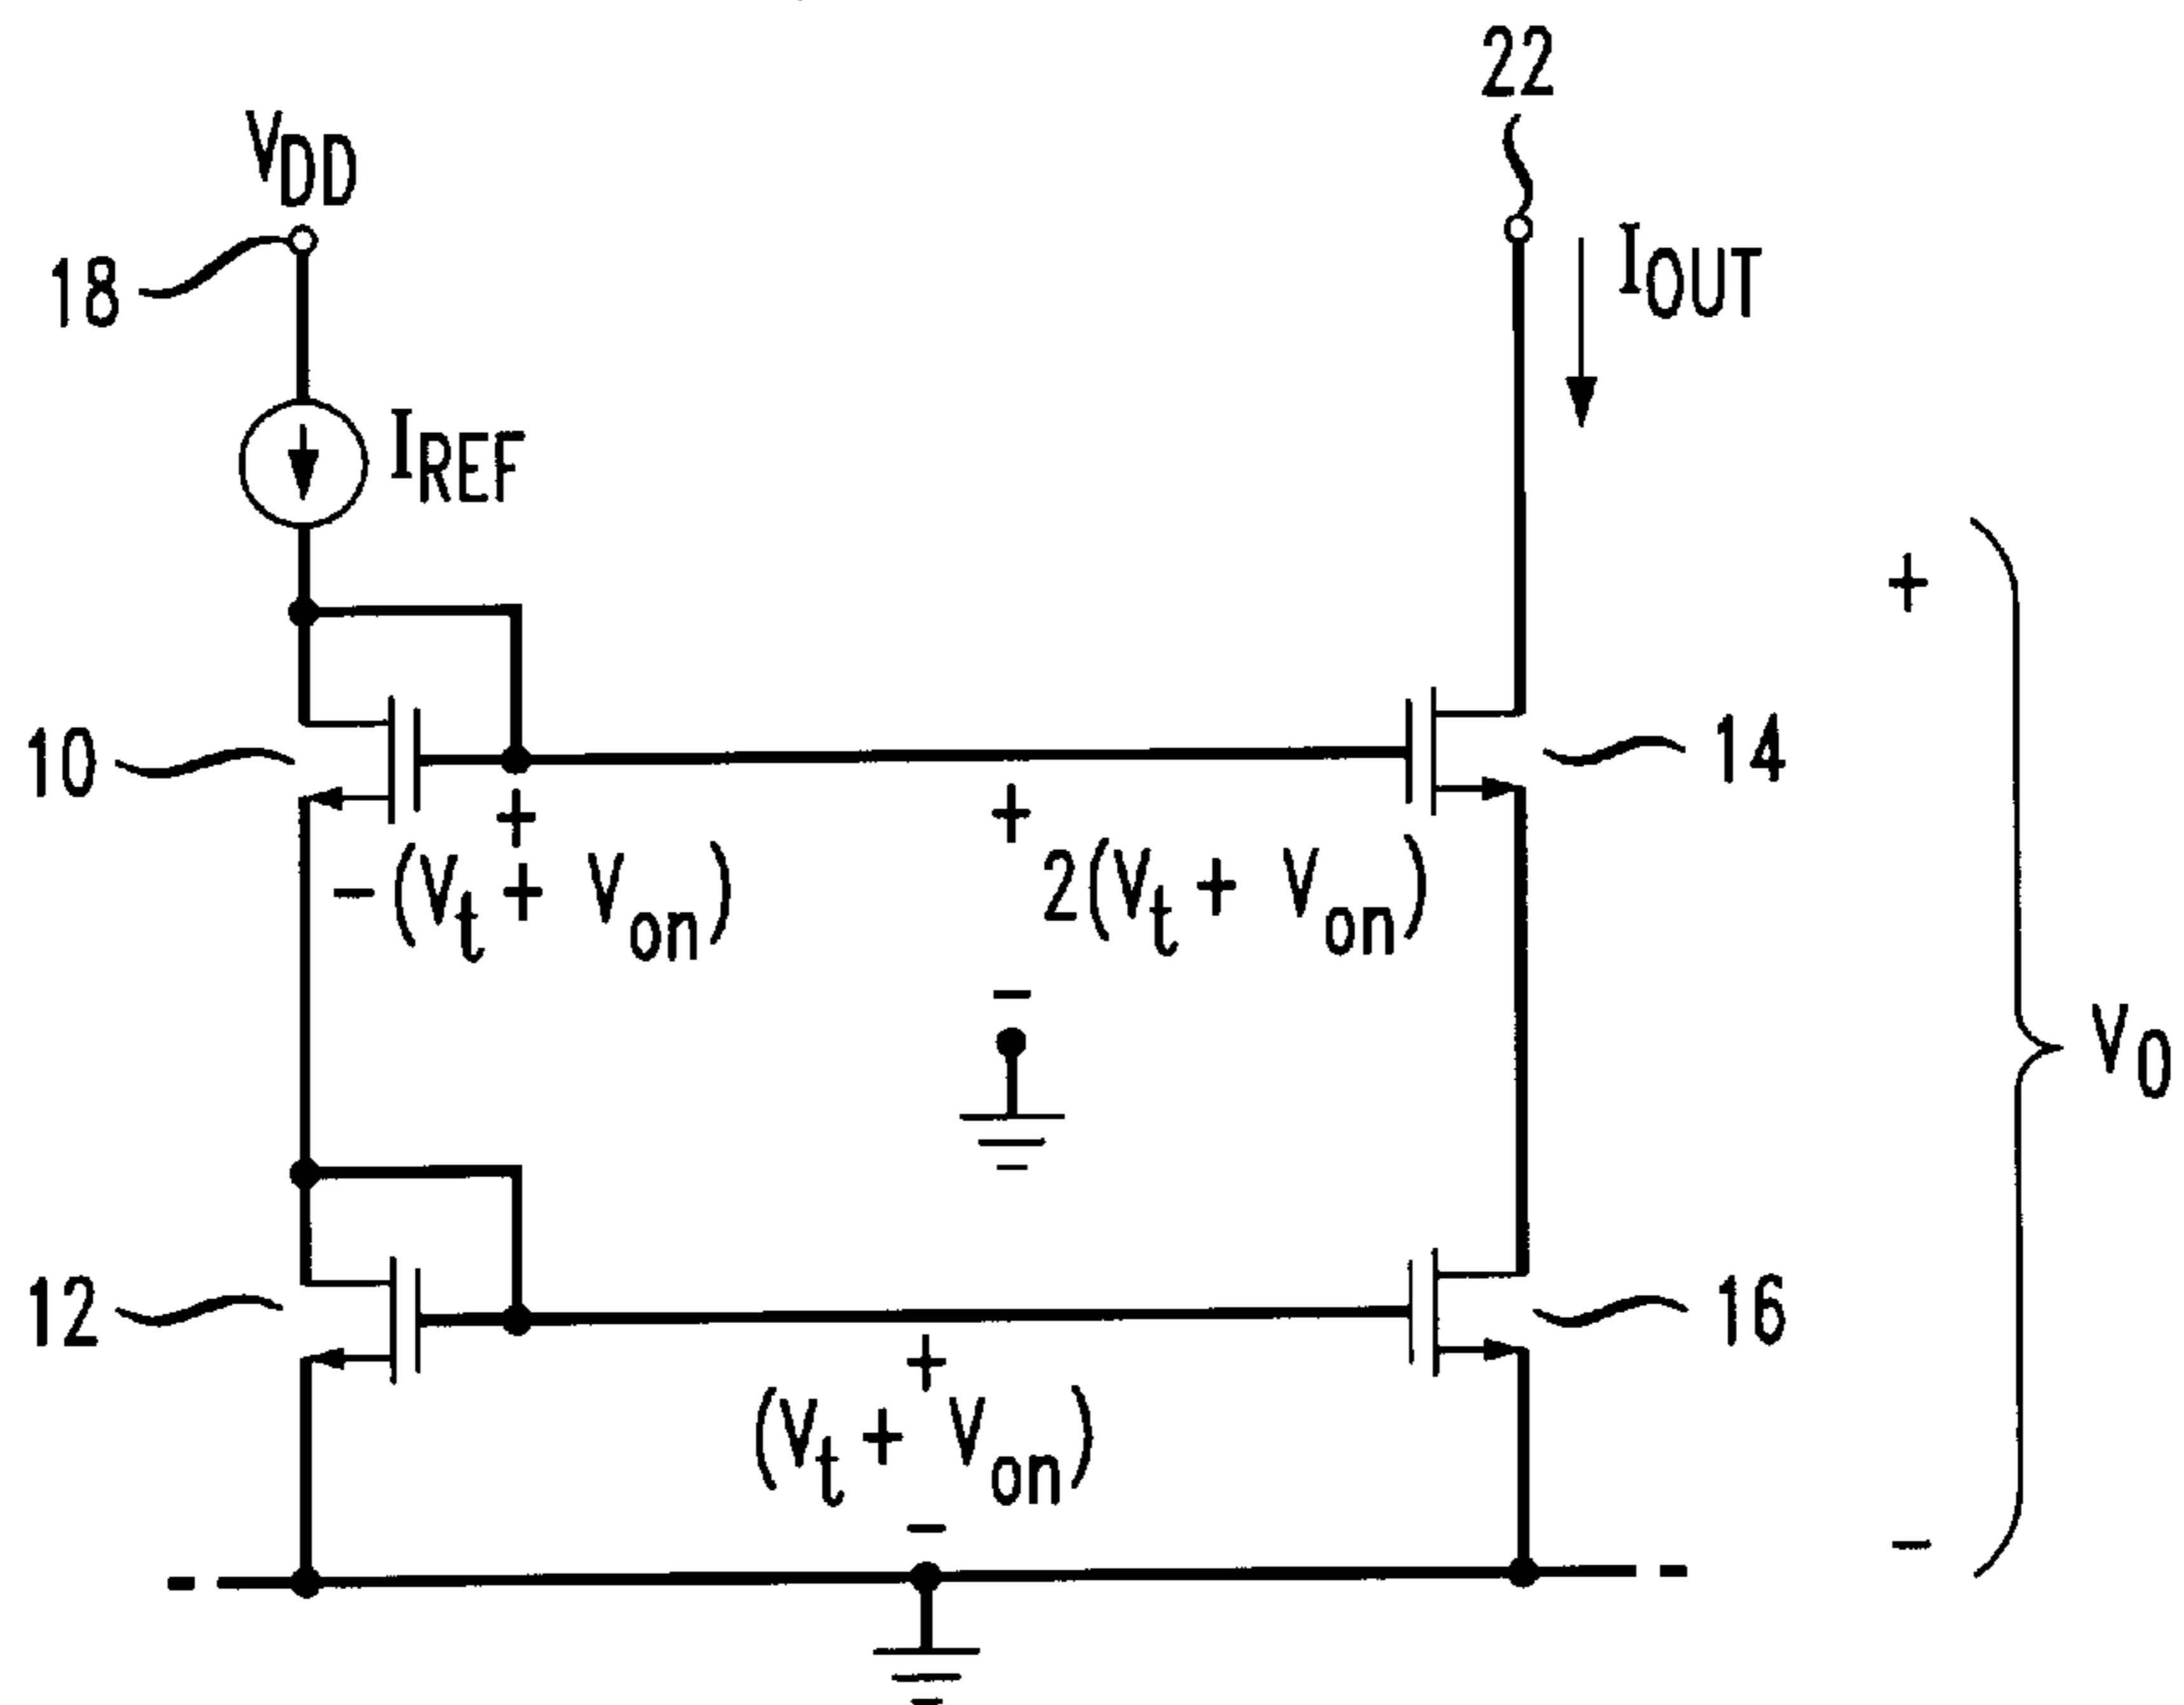 22
VDD
IOUT
18
IREF
+
10
14
+
+
- (Vt + Von)
2(Vt + Von)
-
VO
12
16
+
(Vt + Von)
-
-